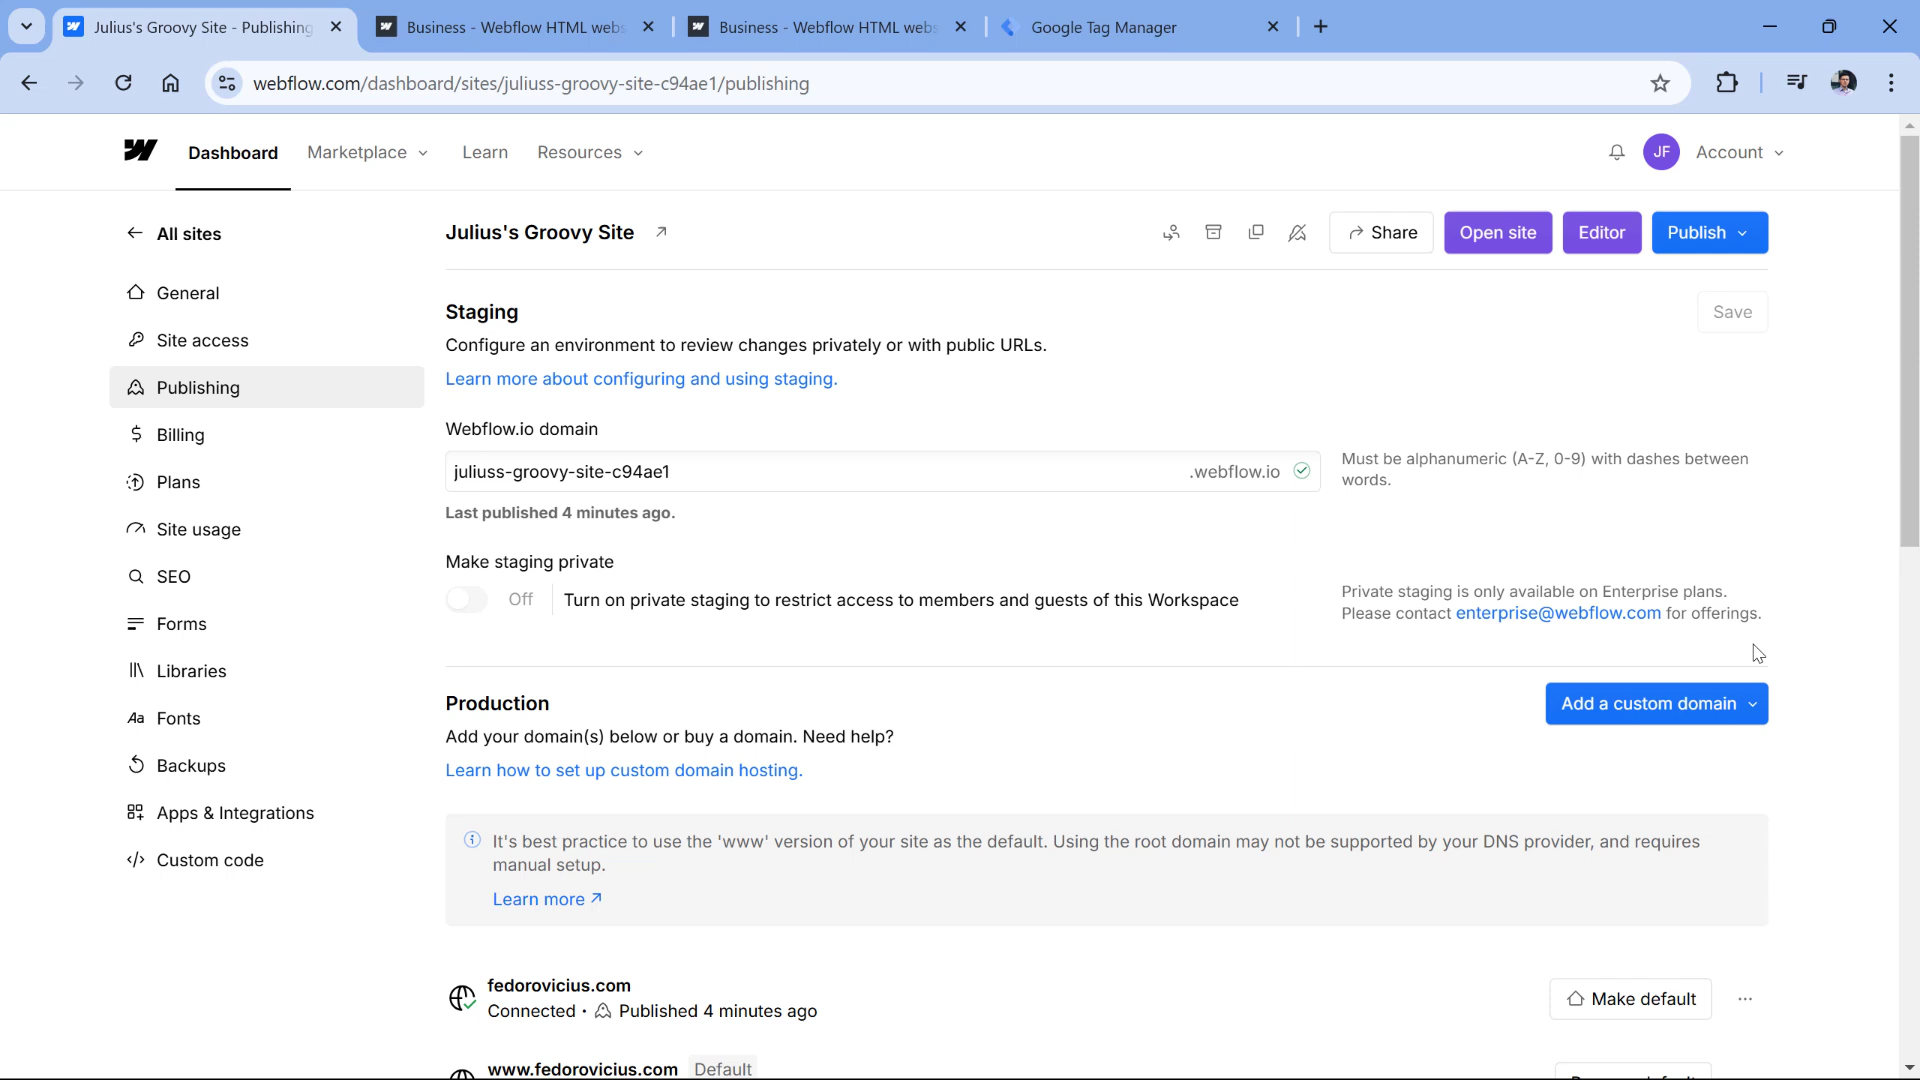 Julius's Groovy Site - Publishing
Business - Webflow HTML webs
Business - Webflow HTML webs
Google Tag Manager
webflow.com/dashboard/sites/juliuss-groovy-site-c94ae1/publishing
Dashboard
Marketplace
Learn
Resources
JF
Account
All sites
Julius's Groovy Site
Share
Open site
Editor
Publish
General
Site access
Publishing
Billing
Plans
Site usage
SEO
Forms
Libraries
Aa Fonts
Backups
Apps & Integrations
Custom code
Staging
Save
Configure an environment to review changes privately or with public URLs.
Learn more about configuring and using staging.
Webflow.io domain
juliuss-groovy-site-c94ae1 .webflow.io
Must be alphanumeric (A-Z, 0-9) with dashes between
words.
Last published 4 minutes ago.
Make staging private
Off
Turn on private staging to restrict access to members and guests of this Workspace
Private staging is only available on Enterprise plans.
Please contact enterprise@webflow.com for offerings.
Production
Add a custom domain
Add your domain(s) below or buy a domain. Need help?
Learn how to set up custom domain hosting.
It's best practice to use the 'www' version of your site as the default. Using the root domain may not be supported by your DNS provider, and requires
manual setup.
Learn more
fedorovicius.com
Connected • Published 4 minutes ago
Make default
www.fedorovicius.com Default